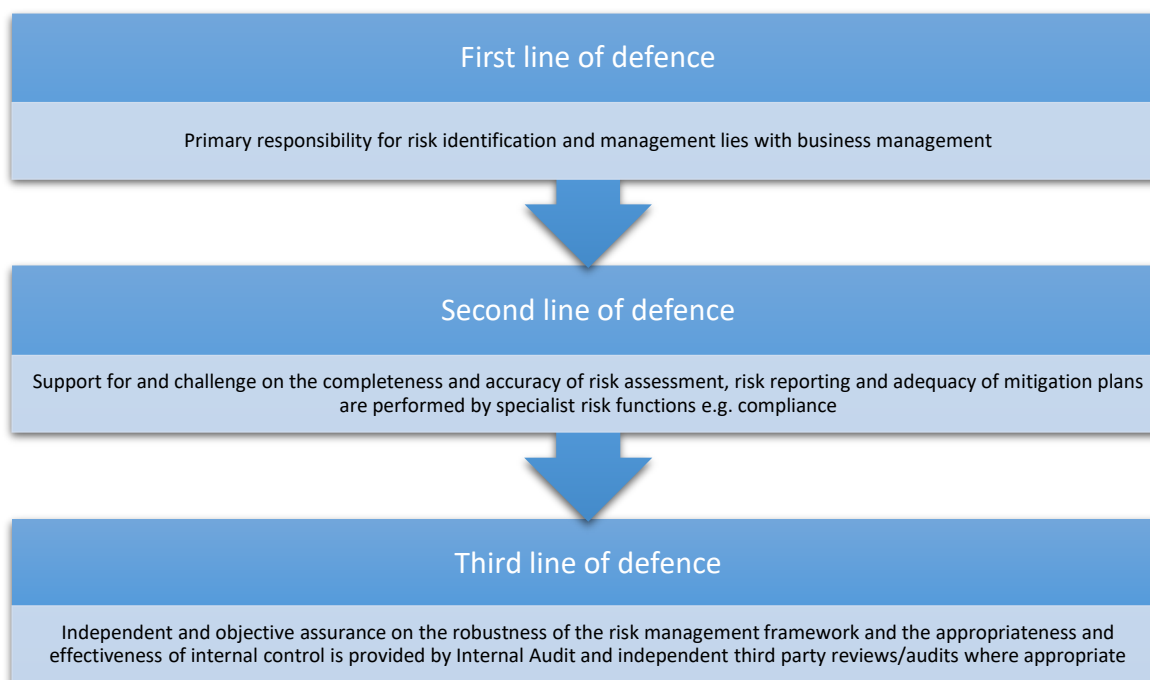 First line of defence
Primary responsibility for risk identification and management lies with business management
Second line of defence
Support for and challenge on the completeness and accuracy of risk assessment, risk reporting and adequacy of mitigation plans
are performed by specialist risk functions e.g. compliance
Third line of defence
Independent and objective assurance on the robustness of the risk management framework and the appropriateness and
effectiveness of internal control is provided by Internal Audit and independent third party reviews/audits where appropriate